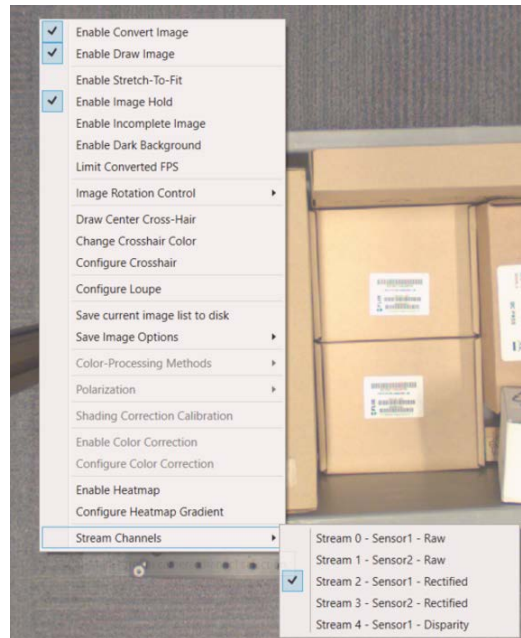 Enable Convert Image
Enable Draw Image
Enable Stretch-To-Fit
Enable Image Hold
Enable Incomplete Image
Enable Dark Background
Limit Converted FPS
Image Rotation Control
Draw Center Cross-Hair
Change Crosshair Color
Configure Crosshair
Configure Loupe
Save current image list to disk
Save Image Options
Color-Processing Methods
Polarization
Shading Correction Calibration
Enable Color Correction
Configure Color Correction
Enable Heatmap
Configure Heatmap Gradient
Stream Channels
Stream 0 - Sensor1 - Raw
Stream 1 - Sensor2 - Raw
Stream 2 - Sensor1 - Rectified
Stream 3 - Sensor2 - Rectified
Stream 4 - Sensor1 - Disparity